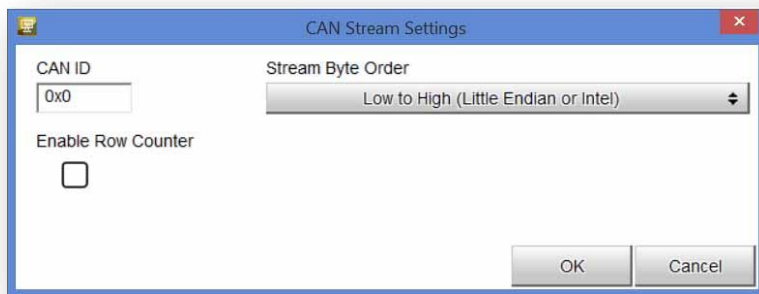 CAN Stream Settings
CAN ID
Stream Byte Order
0x0
Low to High (Little Endian or Intel)
Enable Row Counter
OK
Cancel